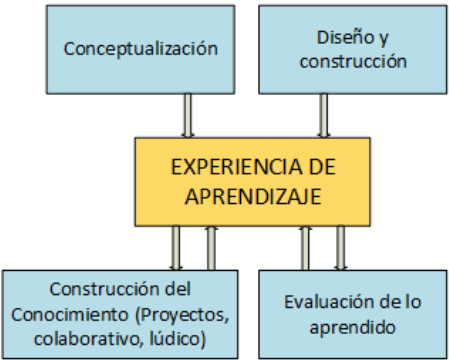 Conceptualización
Diseño y
construcción
EXPERIENCIA DE
APRENDIZAJE
Construcción del
Conocimiento (Proyectos,
colaborativo, lúdico)
Evaluación de lo
aprendido